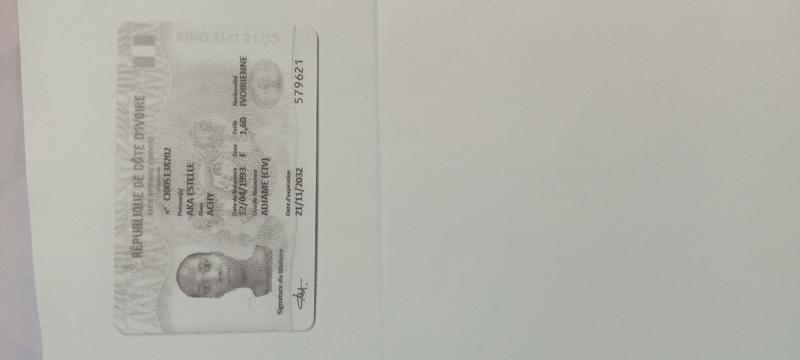 RÉPUBLIQUE DE CÔTE D'IVOIRE
n° CI005138202
Prénom(s)
AKA ESTELLE
Nom
ACHY
Date de Naissance Sexe Taille Nationalité
12/04/1993 F 1,60 IVOIRIENNE
Lieu de Naissance
ADJAME (CIV)
Signature du titulaire
Date d'expiration
21/11/2032
579621